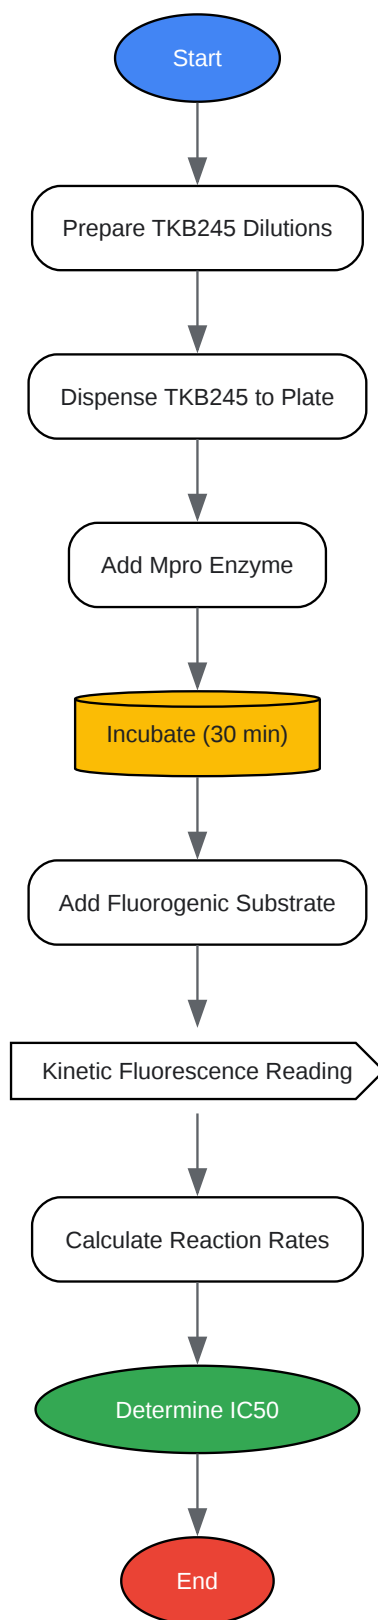 Start
Prepare TKB245 Dilutions
Dispense TKB245 to Plate
Add Mpro Enzyme
Incubate (30 min)
Add Fluorogenic Substrate
Kinetic Fluorescence Reading
Calculate Reaction Rates
Determine IC50
End